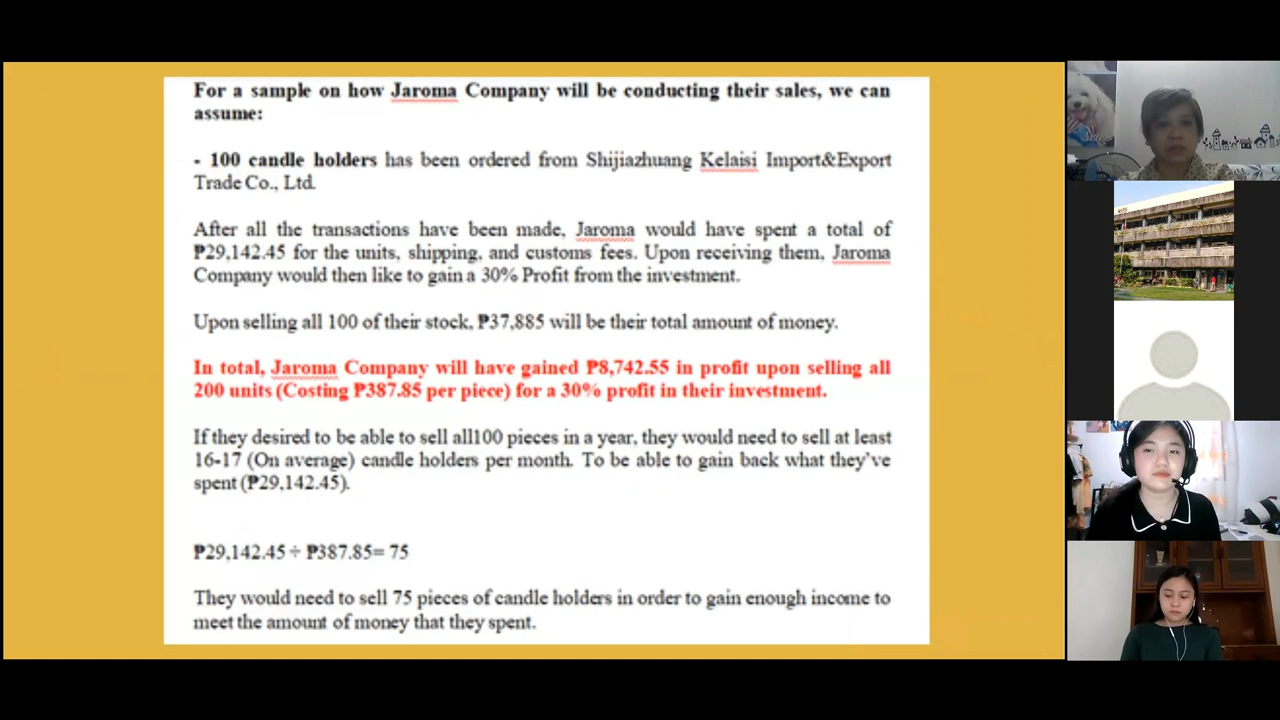 For a sample on how Jaroma Company will be conducting their sales, we can
assume:
- 100 candle holders has been ordered from Shijiazhuang Kelaisi Import&Export
Trade Co., Ltd.
After all the transactions have been made, Jaroma would have spent a total of
₱29,142.45 for the units, shipping, and customs fees. Upon receiving them, Jaroma
Company would then like to gain a 30% Profit from the investment.
Upon selling all 100 of their stock, ₱37,885 will be their total amount of money.
In total, Jaroma Company will have gained ₱8,742.55 in profit upon selling all
200 units (Costing ₱387.85 per piece) for a 30% profit in their investment.
If they desired to be able to sell all100 pieces in a year, they would need to sell at least
16-17 (On average) candle holders per month. To be able to gain back what they've
spent (₱29,142.45).
₱29,142.45 ÷ ₱387.85= 75
They would need to sell 75 pieces of candle holders in order to gain enough income to
meet the amount of money that they spent.